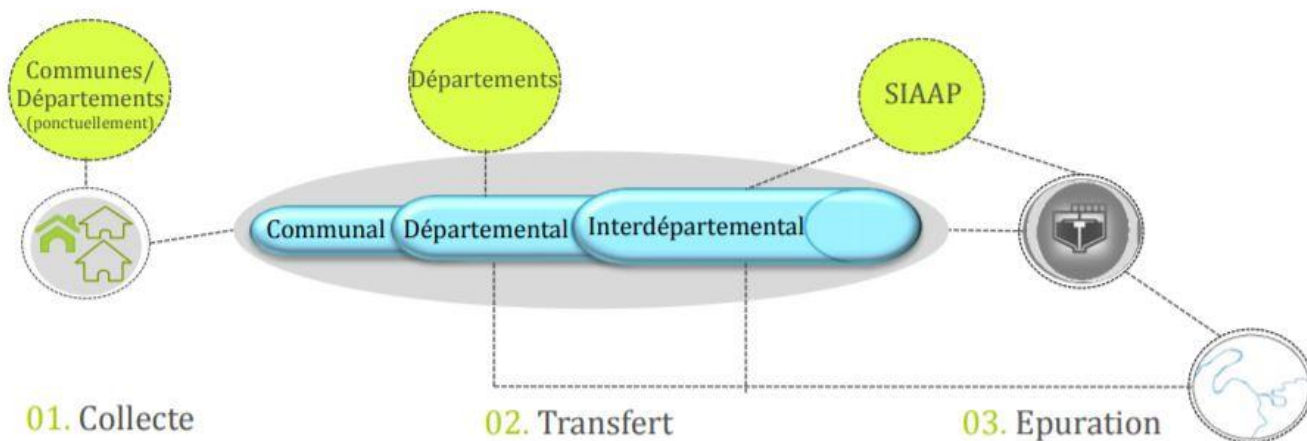 Communes/
Départements
(ponctuellement)
Départements
SIAAP
Communal
Départemental
Interdépartemental
01. Collecte
02. Transfert
03. Epuration